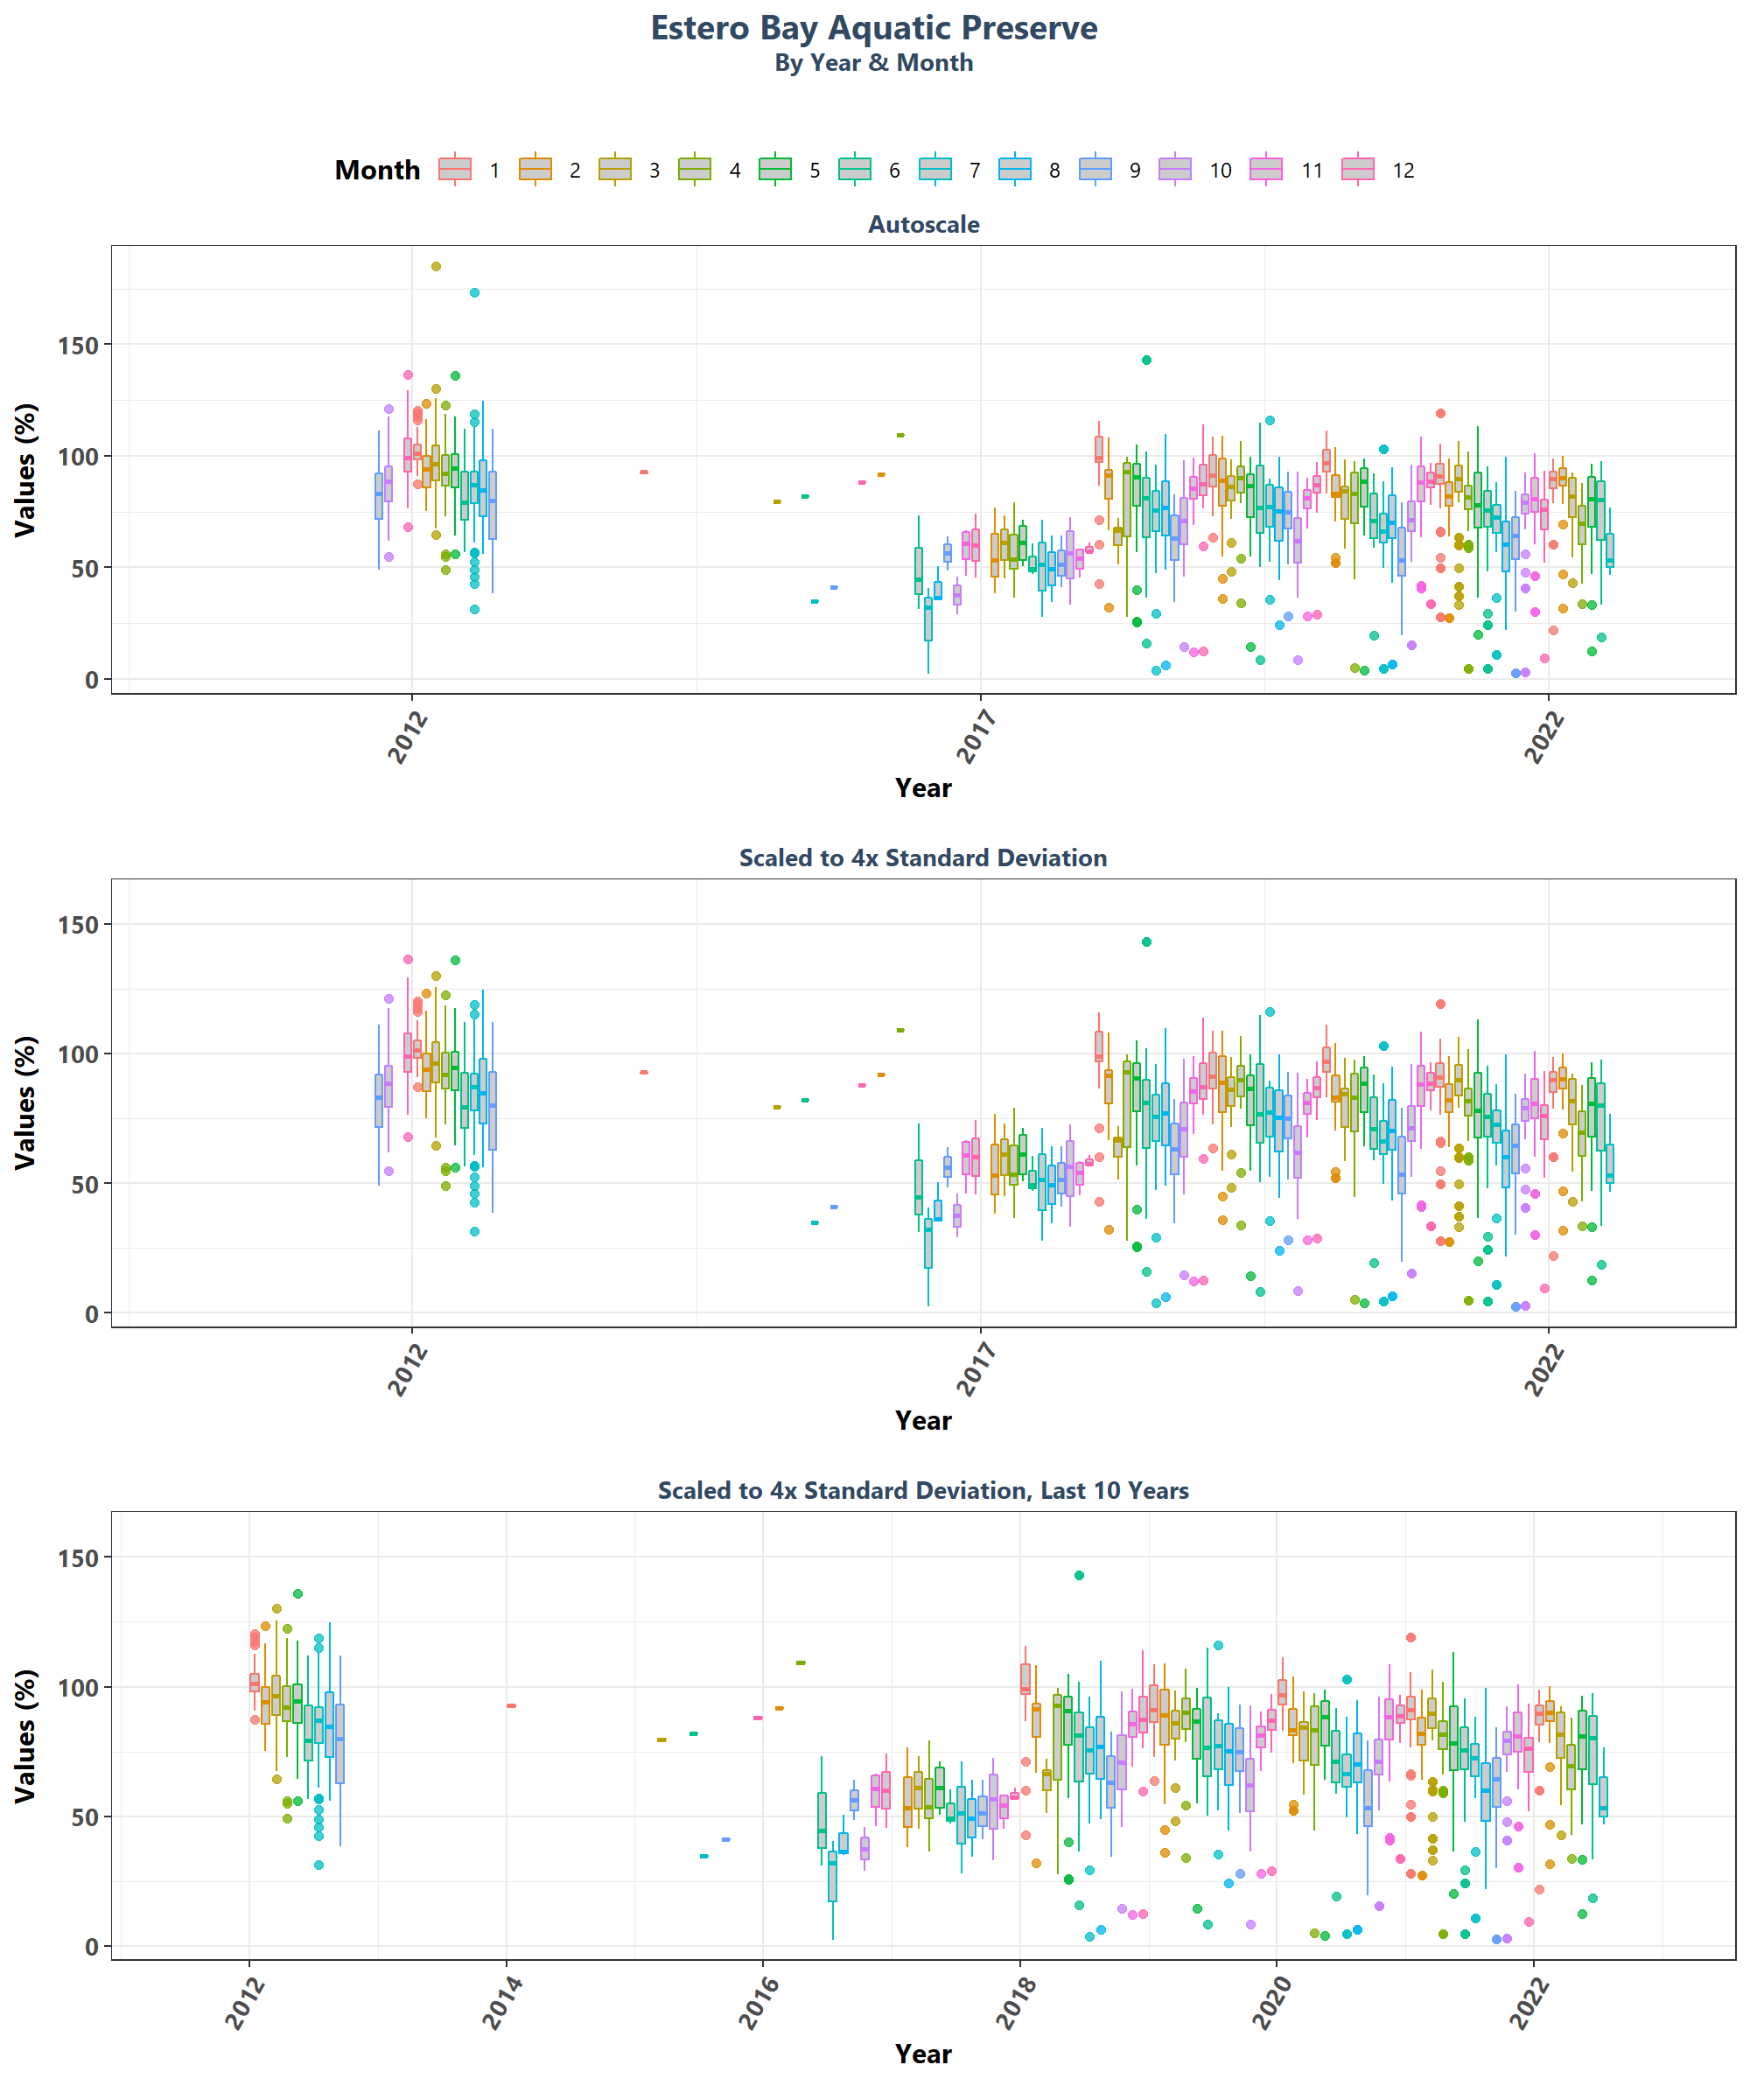 Estero Bay Aquatic Preserve
By Year & Month
Month 1 2 3 4 5 6 7 8 9 10 11 12
Autoscale
Values (%)
150
100
50
0
2012 2017 2022
Year
Scaled to 4x Standard Deviation
Values (%)
150
100
50
0
2012 2017 2022
Year
Scaled to 4x Standard Deviation, Last 10 Years
Values (%)
150
100
50
0
2012 2014 2016 2018 2020 2022
Year